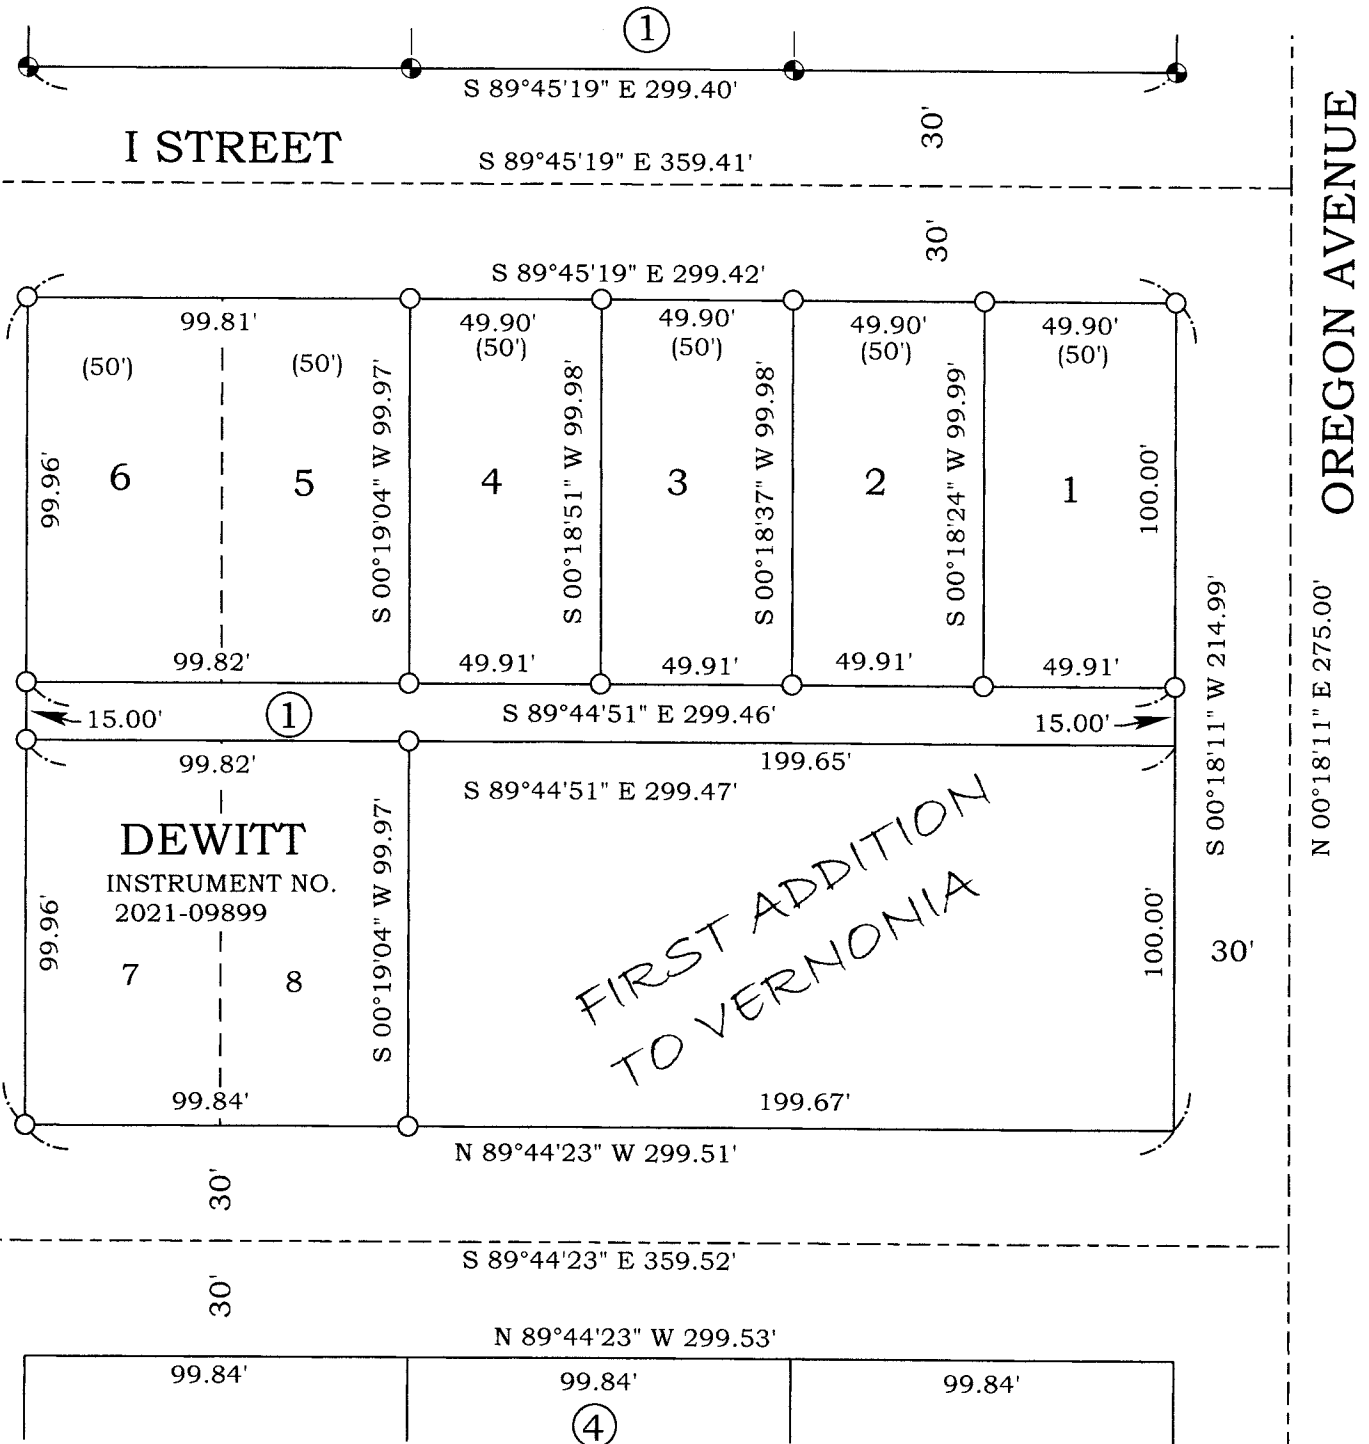 1
S 89°45'19" E 299.40'
30'
I STREET
S 89°45'19" E 359.41'
OREGON AVENUE
30'
S 89°45'19" E 299.42'
99.81'
49.90'
49.90'
49.90'
49.90'
(50')
(50')
(50')
(50')
(50')
(50')
99.96'
6
5
S 00°19'04" W 99.97'
4
S 00°18'51" W 99.98'
3
S 00°18'37" W 99.98'
2
S 00°18'24" W 99.99'
1
100.00'
99.82'
49.91'
49.91'
49.91'
49.91'
S 00°18'11" W 214.99'
N 00°18'11" E 275.00'
15.00'
1
S 89°44'51" E 299.46'
15.00'
99.82'
199.65'
S 89°44'51" E 299.47'
DEWITT
INSTRUMENT NO.
2021-09899
99.96'
7
8
S 00°19'04" W 99.97'
FIRST ADDITION
TO VERNONIA
100.00'
30'
99.84'
199.67'
N 89°44'23" W 299.51'
30'
S 89°44'23" E 359.52'
30'
N 89°44'23" W 299.53'
99.84'
99.84'
99.84'
4